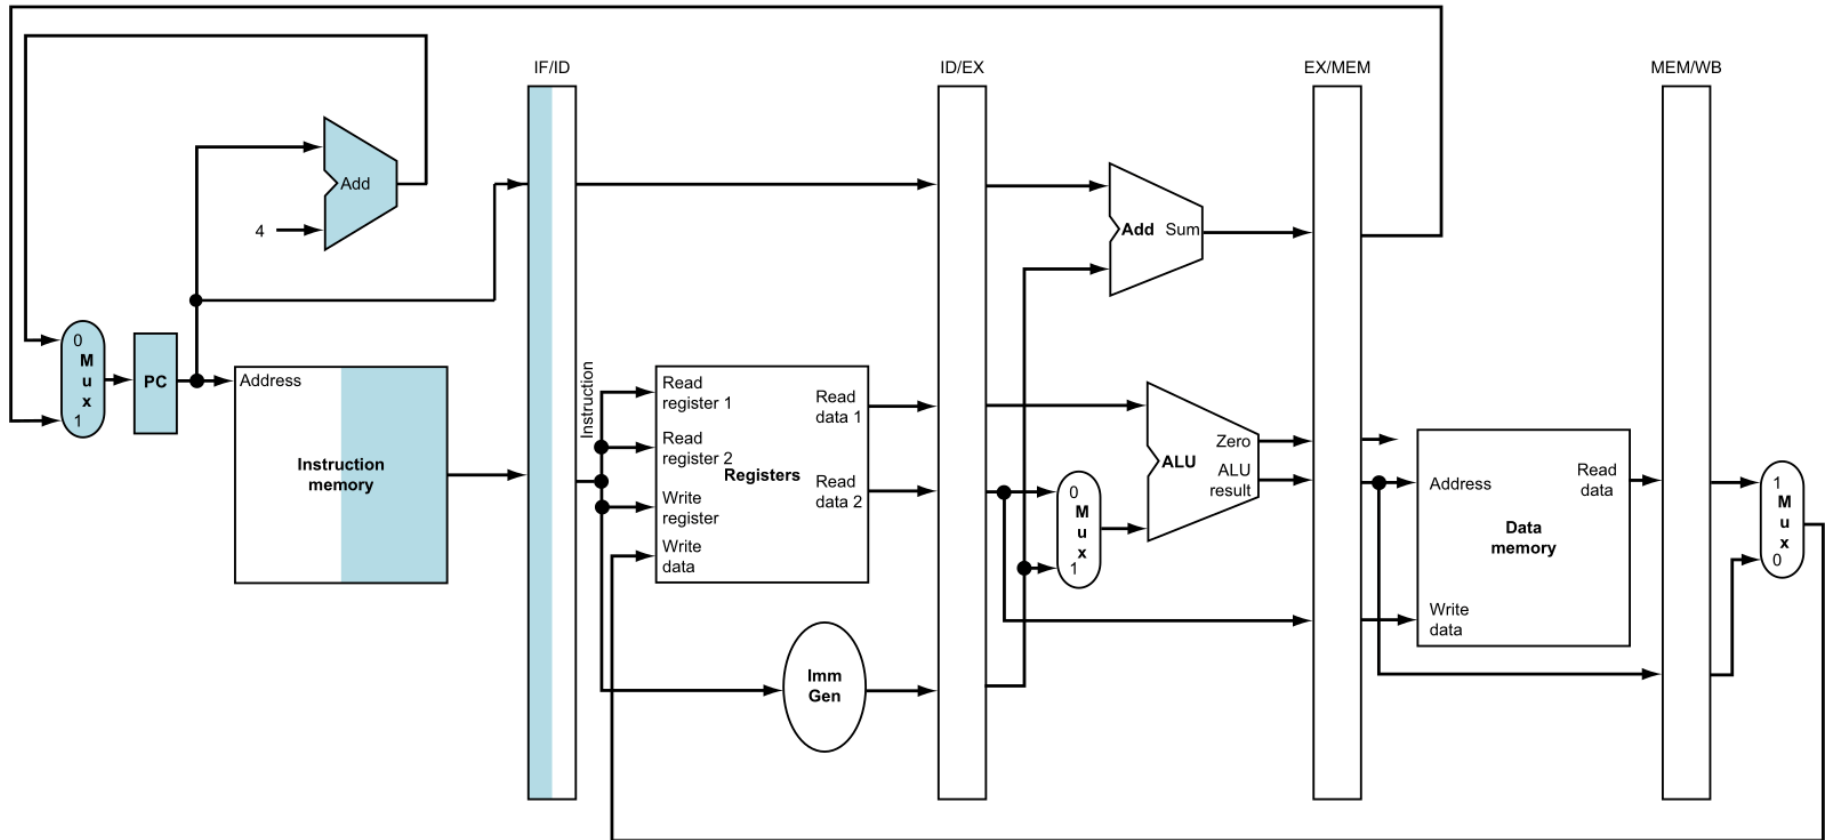 IF/ID
ID/EX
EX/MEM
MEM/WB
Add
4
Add Sum
0
M
u
x
1
PC
Address
Instruction
memory
Instruction
Read
register 1
Read
register 2
Write
register
Write
data
Registers
Read
data 1
Read
data 2
Imm
Gen
0
M
u
x
1
ALU
Zero
ALU
result
Address
Write
data
Data
memory
Read
data
1
M
u
x
0